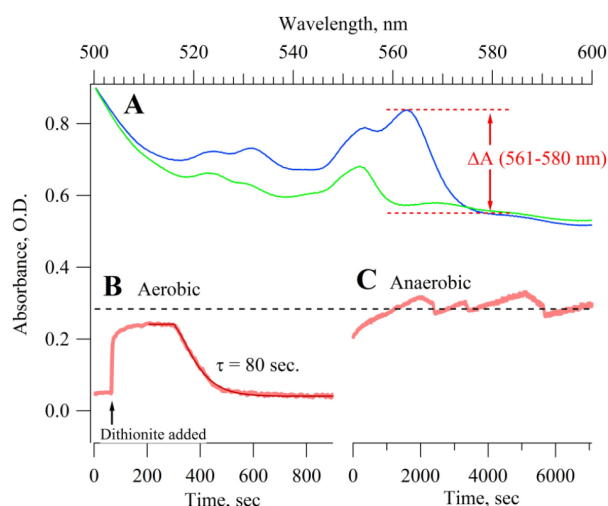 Wavelength, nm
500 520 540 560 580 600
A
0.8
0.6
0.4
0.2
0.0
Absorbance, O.D.
ΔA (561-580 nm)
B Aerobic
τ = 80 sec.
Dithionite added
C Anaerobic
0 200 400 600 800
0 2000 4000 6000
Time, sec
Time, sec